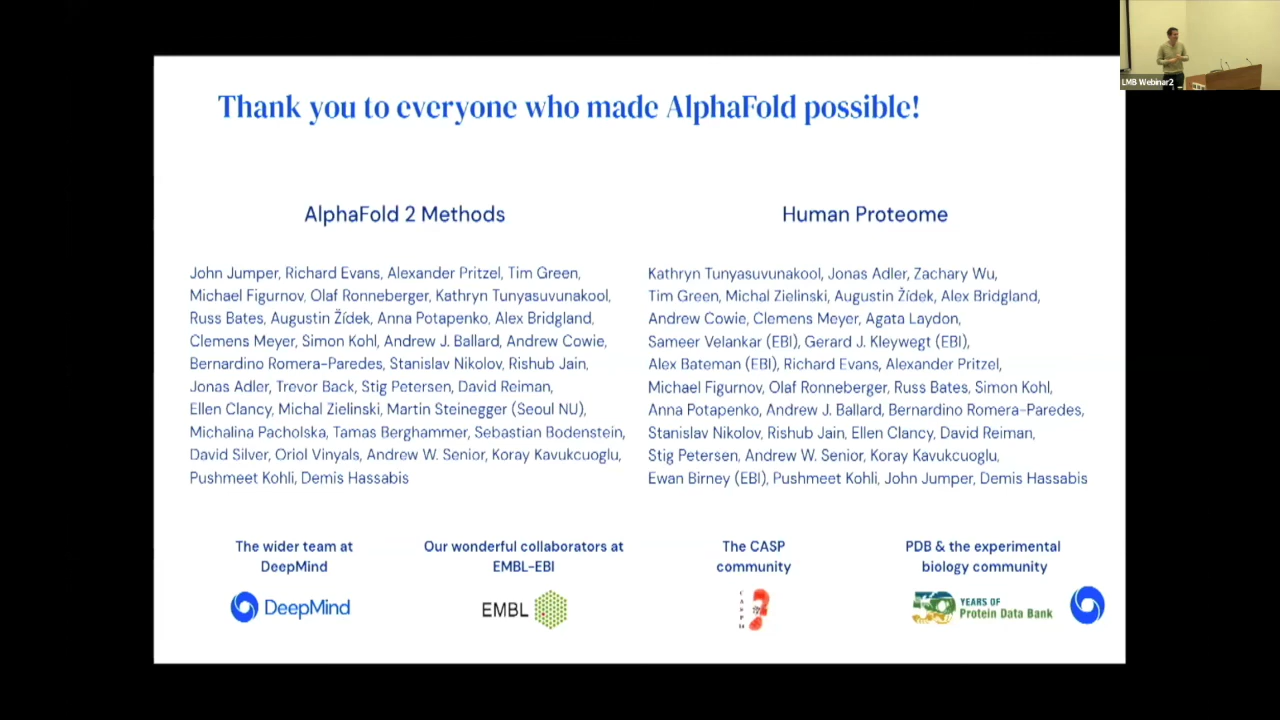 LMB Webinar2
Thank you to everyone who made AlphaFold possible!
AlphaFold 2 Methods
John Jumper, Richard Evans, Alexander Pritzel, Tim Green,
Michael Figurnov, Olaf Ronneberger, Kathryn Tunyasuvunakool,
Russ Bates, Augustin Žídek, Anna Potapenko, Alex Bridgland,
Clemens Meyer, Simon Kohl, Andrew J. Ballard, Andrew Cowie,
Bernardino Romera-Paredes, Stanislav Nikolov, Rishub Jain,
Jonas Adler, Trevor Back, Stig Petersen, David Reiman,
Ellen Clancy, Michal Zielinski, Martin Steinegger (Seoul NU),
Michalina Pacholska, Tamas Berghammer, Sebastian Bodenstein,
David Silver, Oriol Vinyals, Andrew W. Senior, Koray Kavukcuoglu,
Pushmeet Kohli, Demis Hassabis
Human Proteome
Kathryn Tunyasuvunakool, Jonas Adler, Zachary Wu,
Tim Green, Michal Zielinski, Augustin Žídek, Alex Bridgland,
Andrew Cowie, Clemens Meyer, Agata Laydon,
Sameer Velankar (EBI), Gerard J. Kleywegt (EBI),
Alex Bateman (EBI), Richard Evans, Alexander Pritzel,
Michael Figurnov, Olaf Ronneberger, Russ Bates, Simon Kohl,
Anna Potapenko, Andrew J. Ballard, Bernardino Romera-Paredes,
Stanislav Nikolov, Rishub Jain, Ellen Clancy, David Reiman,
Stig Petersen, Andrew W. Senior, Koray Kavukcuoglu,
Ewan Birney (EBI), Pushmeet Kohli, John Jumper, Demis Hassabis
The wider team at
DeepMind
DeepMind
Our wonderful collaborators at
EMBL-EBI
EMBL
The CASP
community
CASP14
PDB & the experimental
biology community
50 YEARS OF
Protein Data Bank